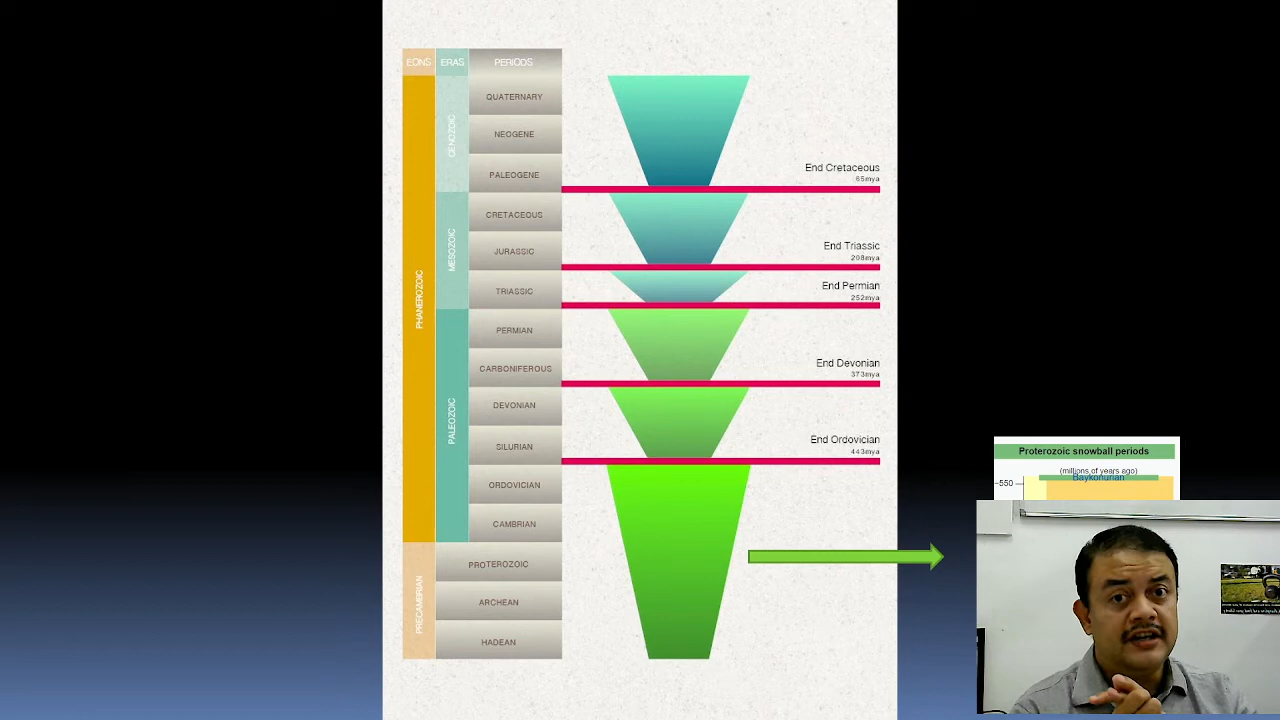 EONS ERAS PERIODS
QUATERNARY
NEOGENE
PALEOGENE
CRETACEOUS
JURASSIC
TRIASSIC
PERMIAN
CARBONIFEROUS
DEVONIAN
SILURIAN
ORDOVICIAN
CAMBRIAN
PROTEROZOIC
ARCHEAN
HADEAN
CENOZOIC
MESOZOIC
PALEOZOIC
PHANEROZOIC
PRECAMBRIAN
End Cretaceous
65mya
End Triassic
208mya
End Permian
252mya
End Devonian
373mya
End Ordovician
443mya
Proterozoic snowball periods
(millions of years ago)
Baykonurian
−550